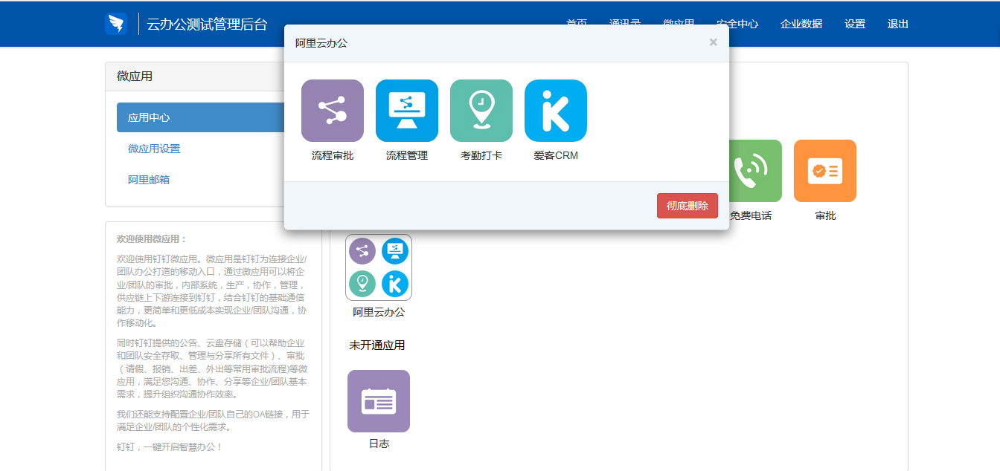 云办公测试管理后台
首页 通讯录 微应用 安全中心 企业数据 设置 退出
阿里云办公
×
流程审批 流程管理 考勤打卡 爱客CRM
彻底删除
微应用
应用中心
微应用设置
阿里邮箱
免费电话 审批
欢迎使用微应用：
欢迎使用钉钉微应用。微应用是钉钉为连接企业/
团队办公打造的移动入口，通过微应用可以将企
业/团队的审批，内部系统，生产，协作，管理，
供应链上下游连接到钉钉，结合钉钉的基础通信
能力，更简单和更低成本实现企业/团队沟通，协
作移动化。
同时钉钉提供的公告、云盘存储（可以帮助企业
和团队安全存取、管理与分享所有文件）、审批
（请假、报销、出差、外出等常用审批流程)等微
应用，满足您沟通、协作、分享等企业/团队基本
需求，提升组织沟通协作效率。
我们还能支持配置企业/团队自己的OA链接，用于
满足企业/团队的个性化需求。
钉钉，一键开启智慧办公！
阿里云办公
未开通应用
日志